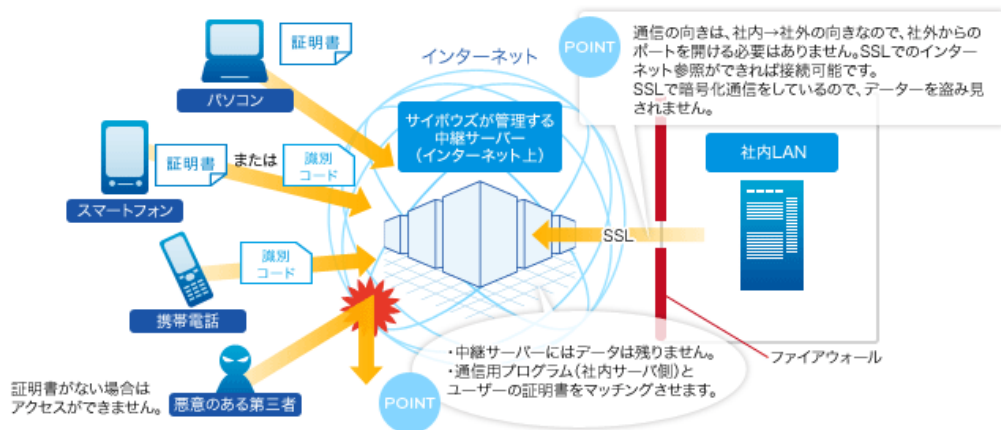 証明書
パソコン
証明書
または
識別
コード
スマートフォン
識別
コード
携帯電話
証明書がない場合は
アクセスができません。
悪意のある第三者
インターネット
サイボウズが管理する
中継サーバー
（インターネット上）
POINT
通信の向きは、社内→社外の向きなので、社外からの
ポートを開ける必要はありません。SSLでのインター
ネット参照ができれば接続可能です。
SSLで暗号化通信をしているので、データーを盗み見
されません。
社内LAN
SSL
ファイアウォール
POINT
・中継サーバーにはデータは残りません。
・通信用プログラム（社内サーバ側）と
ユーザーの証明書をマッチングさせます。